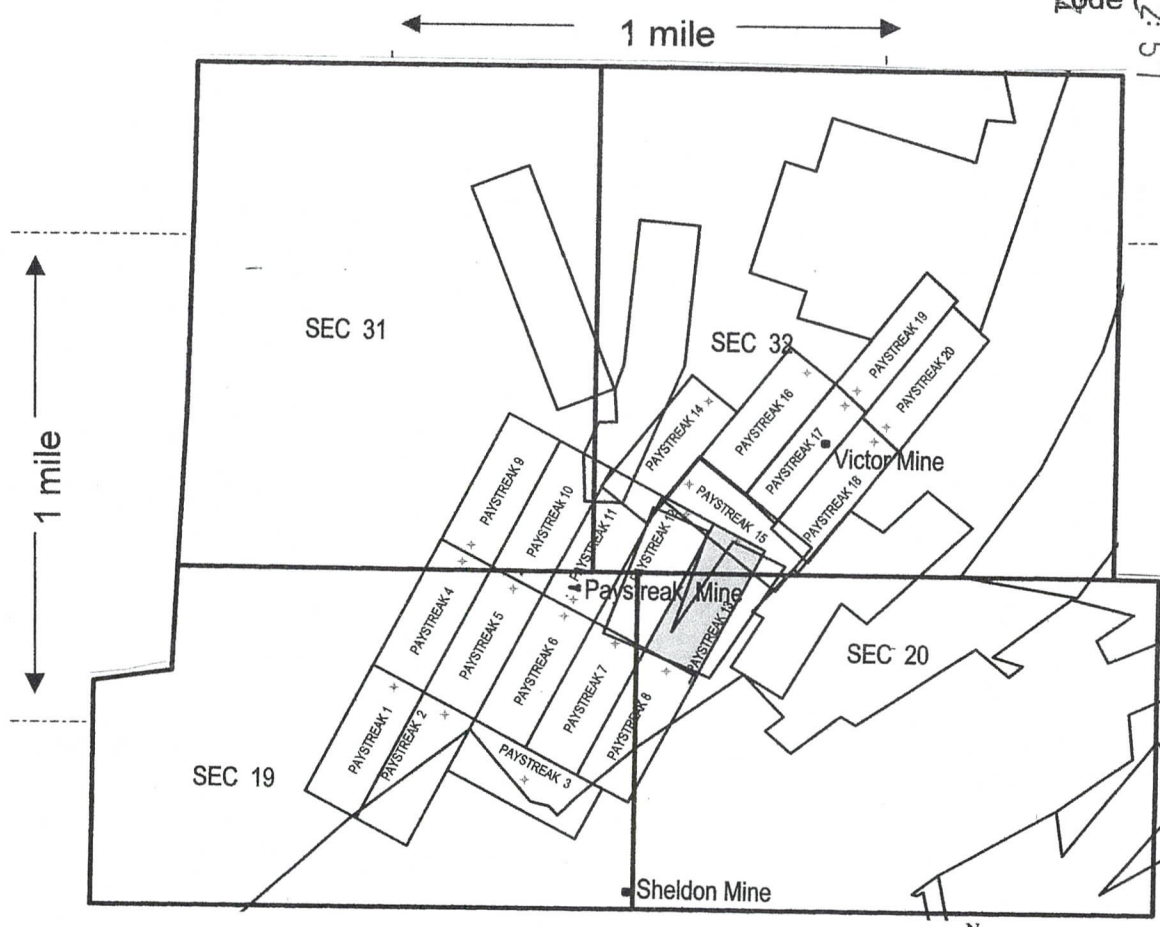 1 mile
1 mile
SEC 31
SEC 32
PAYSTREAK 19
PAYSTREAK 20
PAYSTREAK 16
PAYSTREAK 14
PAYSTREAK 17
Victor Mine
PAYSTREAK 18
PAYSTREAK 15
PAYSTREAK 9
PAYSTREAK 10
PAYSTREAK 11
PAYSTREAK 12
Paystreak Mine
PAYSTREAK 13
PAYSTREAK 4
PAYSTREAK 5
PAYSTREAK 6
PAYSTREAK 7
PAYSTREAK 8
SEC 20
PAYSTREAK 1
PAYSTREAK 2
PAYSTREAK 3
SEC 19
Sheldon Mine
N